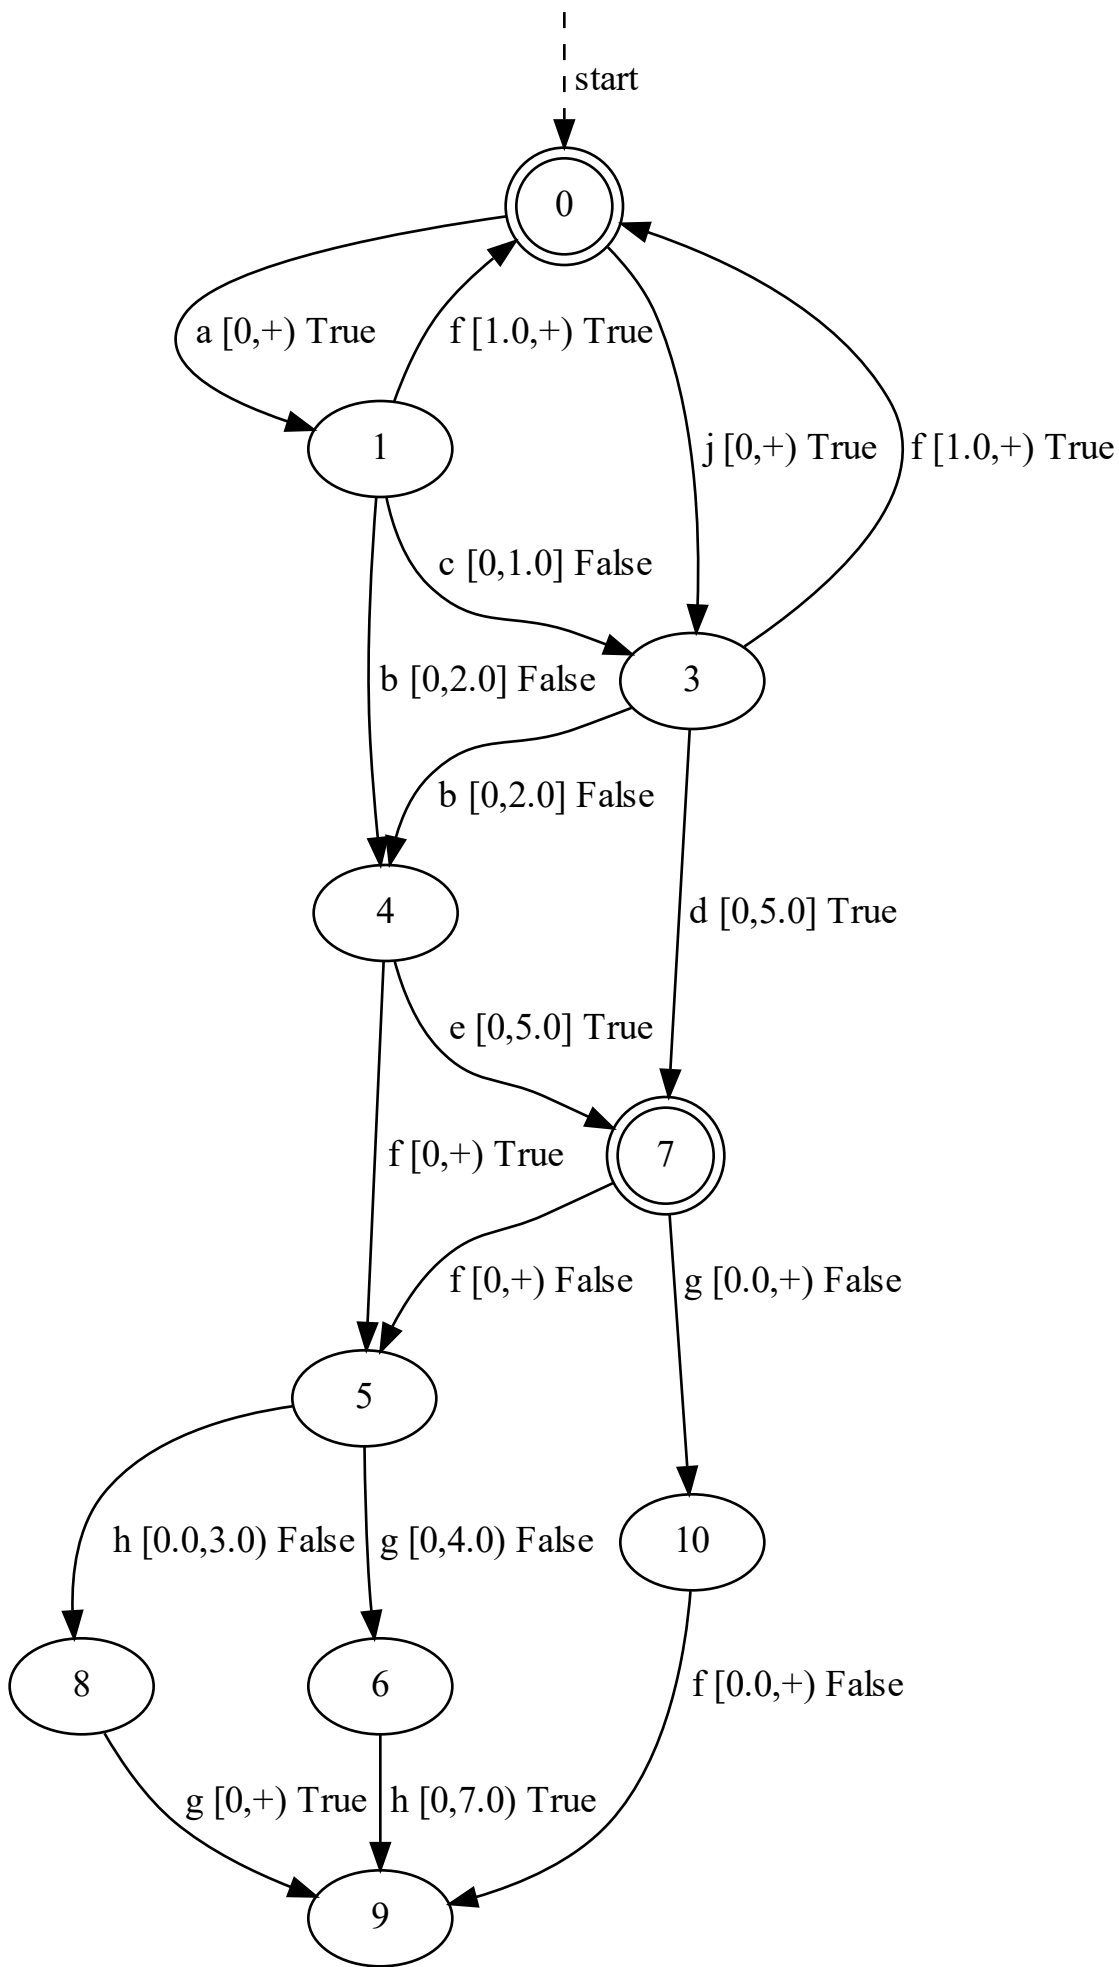 start
0
a [0,+) True
f [1.0,+) True
1
j [0,+) True
f [1.0,+) True
c [0,1.0] False
b [0,2.0] False
3
b [0,2.0] False
4
d [0,5.0] True
e [0,5.0] True
f [0,+) True
7
f [0,+) False
g [0.0,+) False
5
h [0.0,3.0) False
g [0,4.0) False
10
8
6
f [0.0,+) False
g [0,+) True
h [0,7.0) True
9